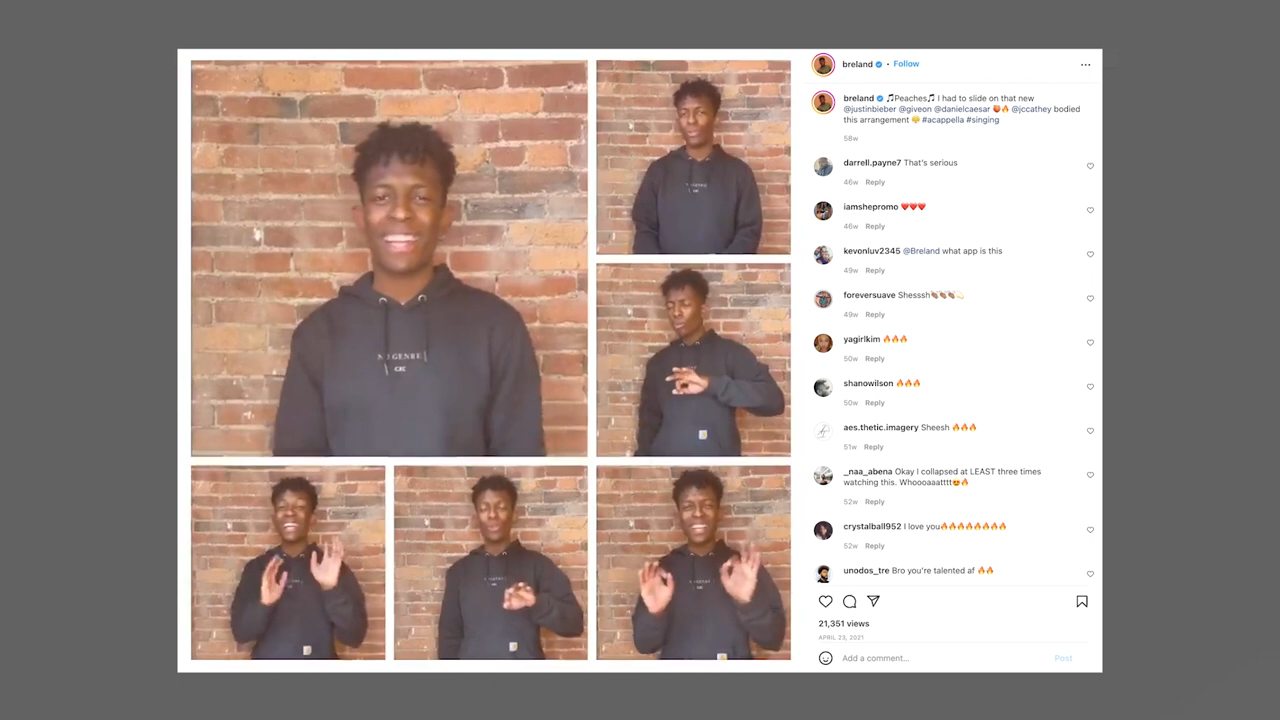 breland • Follow
breland 🎵Peaches🎵 I had to slide on that new
@justinbieber @giveon @danielcaesar 🍑🔥 @jccathey bodied
this arrangement 😤 #acappella #singing
58w
darrell.payne7 That's serious
46w Reply
iamshepromo ❤️❤️❤️
46w Reply
kevonluv2345 @Breland what app is this
49w Reply
foreversuave Shesssh👏🏾👏🏾👏🏾💫
49w Reply
yagirlkim 🔥🔥🔥
50w Reply
shanowilson 🔥🔥🔥
50w Reply
aes.thetic.imagery Sheesh 🔥🔥🔥
51w Reply
_naa_abena Okay I collapsed at LEAST three times
watching this. Whoooaaatttt😍🔥
52w Reply
crystalball952 I love you🔥🔥🔥🔥🔥🔥🔥🔥
52w Reply
unodos_tre Bro you're talented af 🔥🔥
21,351 views
APRIL 23, 2021
Add a comment...
Post